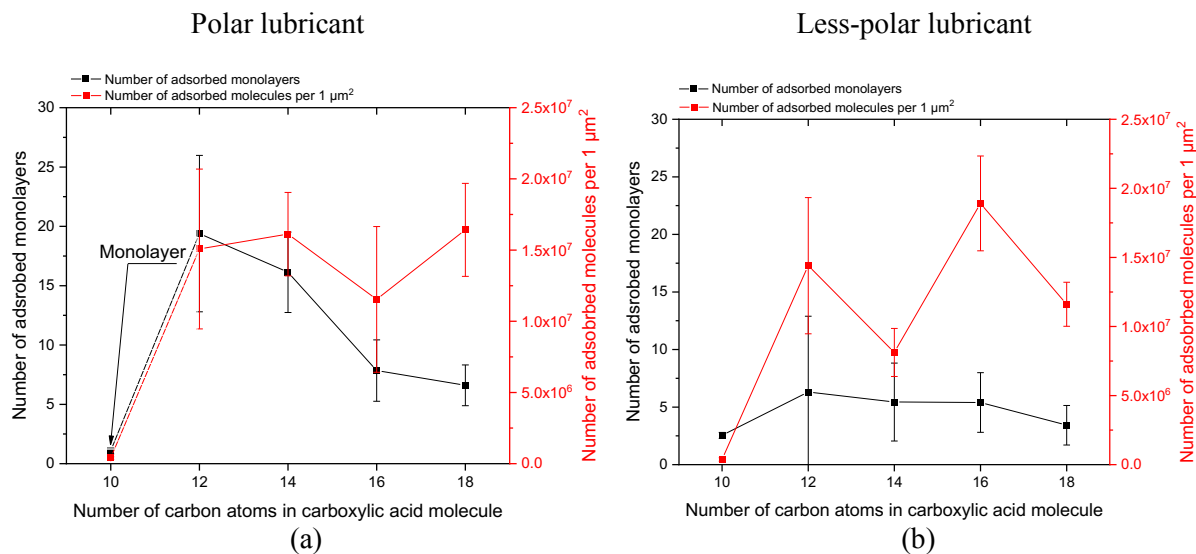 Polar lubricant
Number of adsorbed monolayers
Number of adsorbed molecules per 1 µm²
30
25
20
15
10
5
0
Number of adsrobed monolayers
Monolayer
2.5x10⁷
2.0x10⁷
1.5x10⁷
1.0x10⁷
5.0x10⁶
0.0
Number of adsobrbed molecules per 1 µm²
10 12 14 16 18
Number of carbon atoms in carboxylic acid molecule
(a)
Less-polar lubricant
Number of adsorbed monolayers
Number of adsorbed molecules per 1 µm²
30
25
20
15
10
5
0
Number of adsrobed monolayers
2.5x10⁷
2.0x10⁷
1.5x10⁷
1.0x10⁷
5.0x10⁶
0.0
Number of adsobrbed molecules per 1 µm²
10 12 14 16 18
Number of carbon atoms in carboxylic acid molecule
(b)